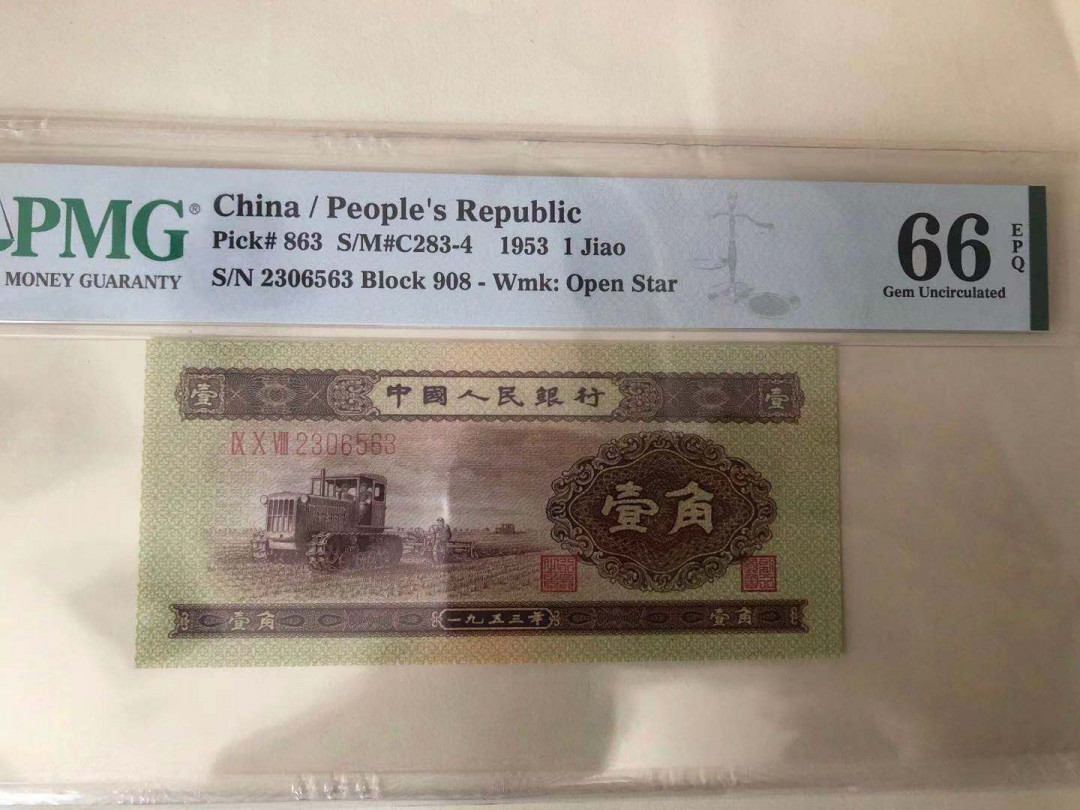 PMG®
MONEY GUARANTY
China / People's Republic
Pick# 863 S/M#C283-4 1953 1 Jiao
S/N 2306563 Block 908 - Wmk: Open Star
66
EPQ
Gem Uncirculated
壹 中國人民銀行 壹
IX X VIII 2306563
壹角
壹角 一九五三年 壹角